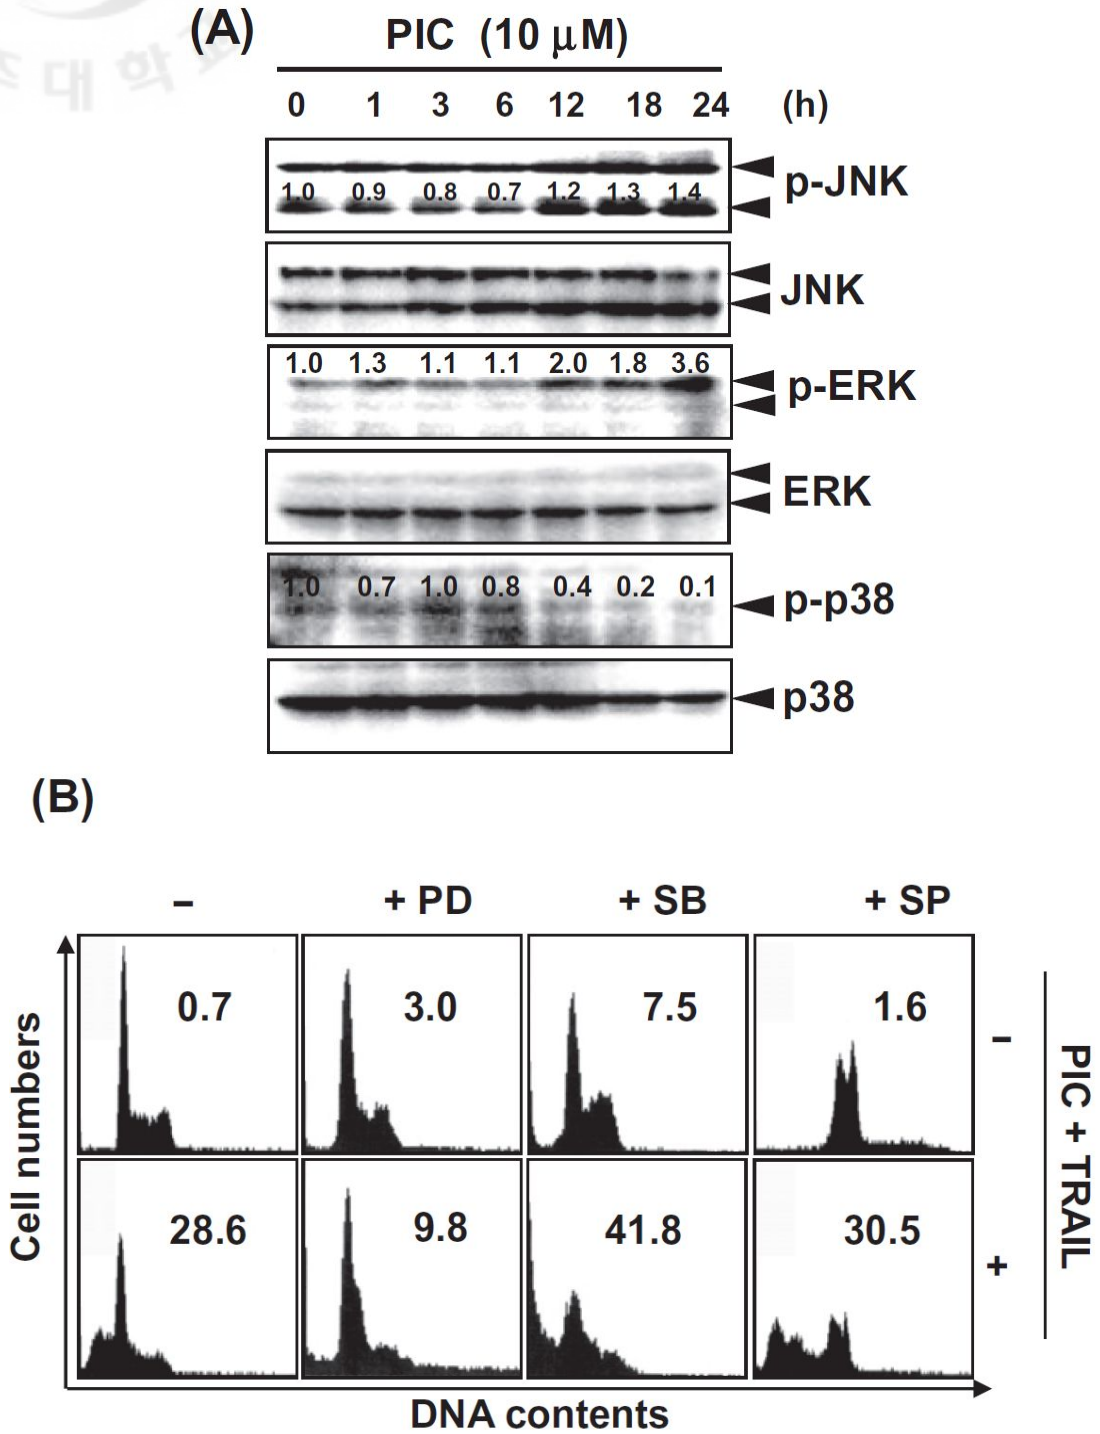 (A)
PIC (10 μM)
0 1 3 6 12 18 24 (h)
1.0 0.9 0.8 0.7 1.2 1.3 1.4
p-JNK
JNK
1.0 1.3 1.1 1.1 2.0 1.8 3.6
p-ERK
ERK
1.0 0.7 1.0 0.8 0.4 0.2 0.1
p-p38
p38
(B)
– + PD + SB + SP
0.7 3.0 7.5 1.6 –
28.6 9.8 41.8 30.5 +
Cell numbers
PIC + TRAIL
DNA contents
대학교